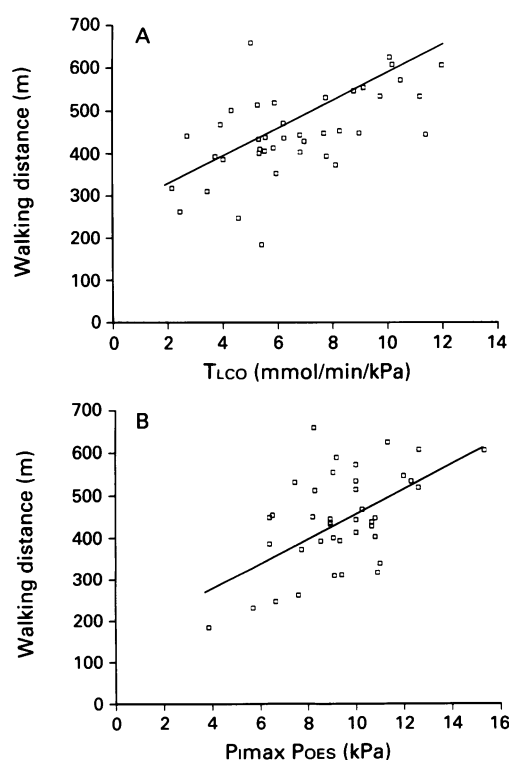 A
Walking distance (m)
700
600
500
400
300
200
100
0
0 2 4 6 8 10 12 14
TLCO (mmol/min/kPa)
B
Walking distance (m)
700
600
500
400
300
200
100
0
0 2 4 6 8 10 12 14 16
PImax POES (kPa)